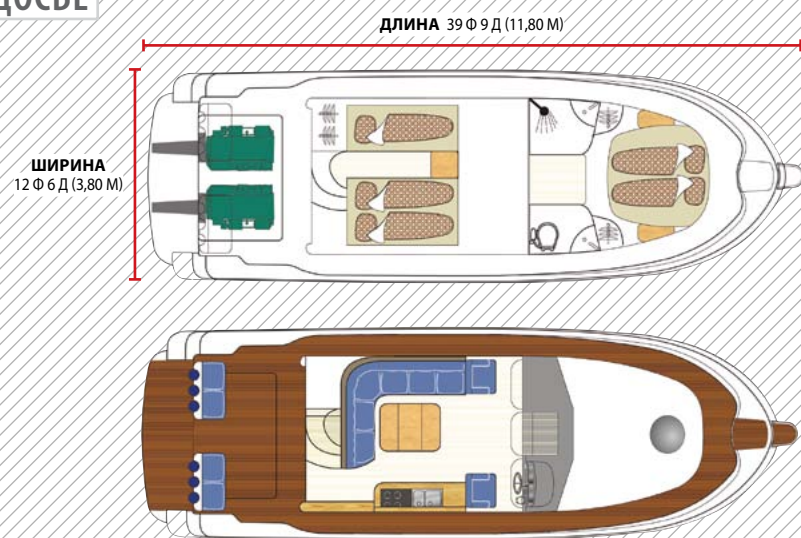 ДОСЬЕ
ДЛИНА 39 Ф 9 Д (11,80 М)
ШИРИНА
12 Ф 6 Д (3,80 М)